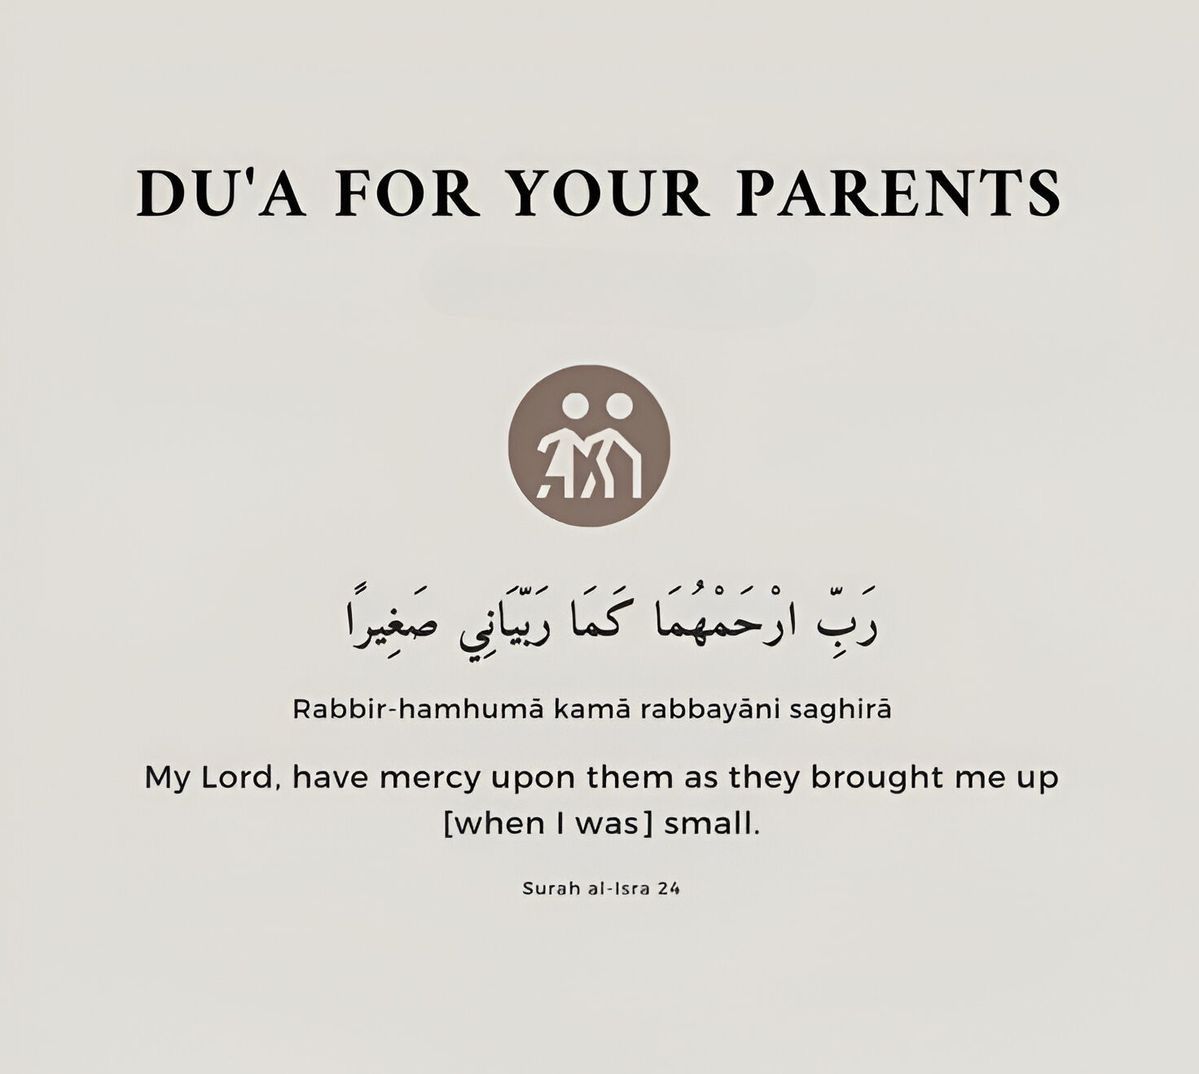 DU'A FOR YOUR PARENTS
رَبِّ ارْحَمْهُمَا كَمَا رَبَّيَانِي صَغِيرًا
Rabbir-hamhumā kamā rabbayāni saghirā
My Lord, have mercy upon them as they brought me up
[when I was] small.
Surah al-Isra 24